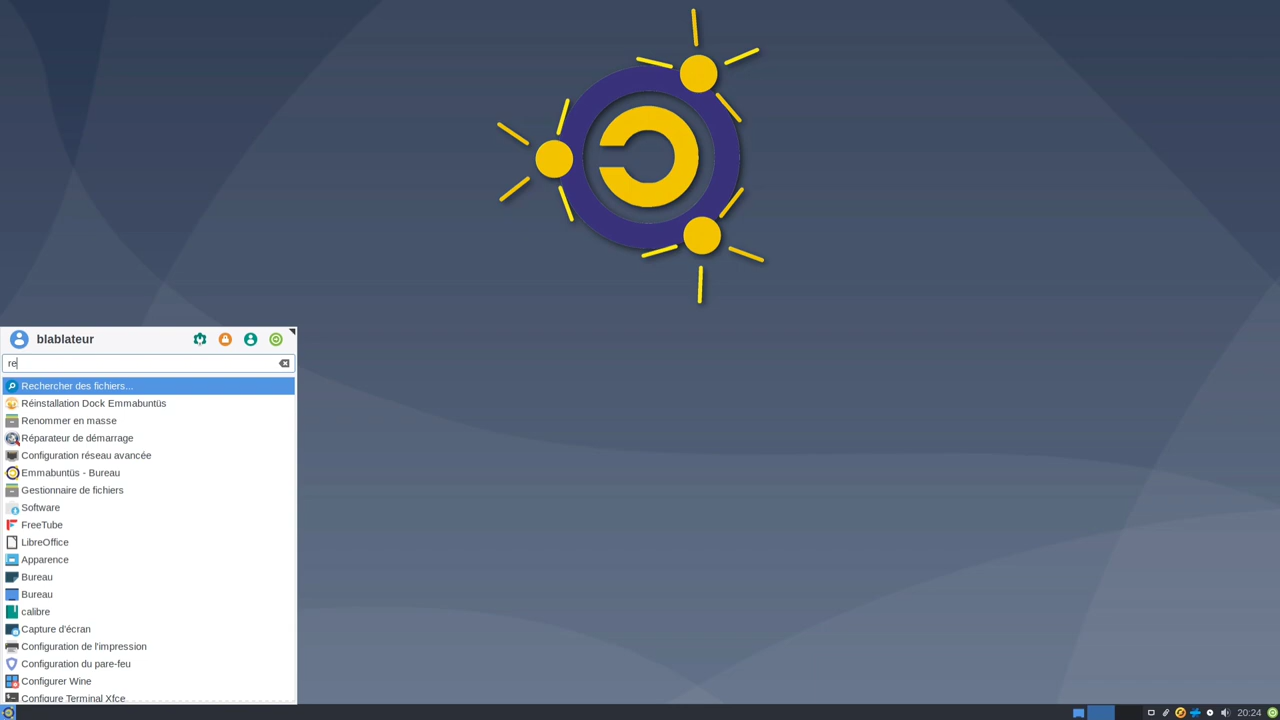 blablateur
re
Rechercher des fichiers...
Réinstallation Dock Emmabuntüs
Renommer en masse
Réparateur de démarrage
Configuration réseau avancée
Emmabuntüs - Bureau
Gestionnaire de fichiers
Software
FreeTube
LibreOffice
Apparence
Bureau
Bureau
calibre
Capture d'écran
Configuration de l'impression
Configuration du pare-feu
Configurer Wine
Configure Terminal Xfce
20:24